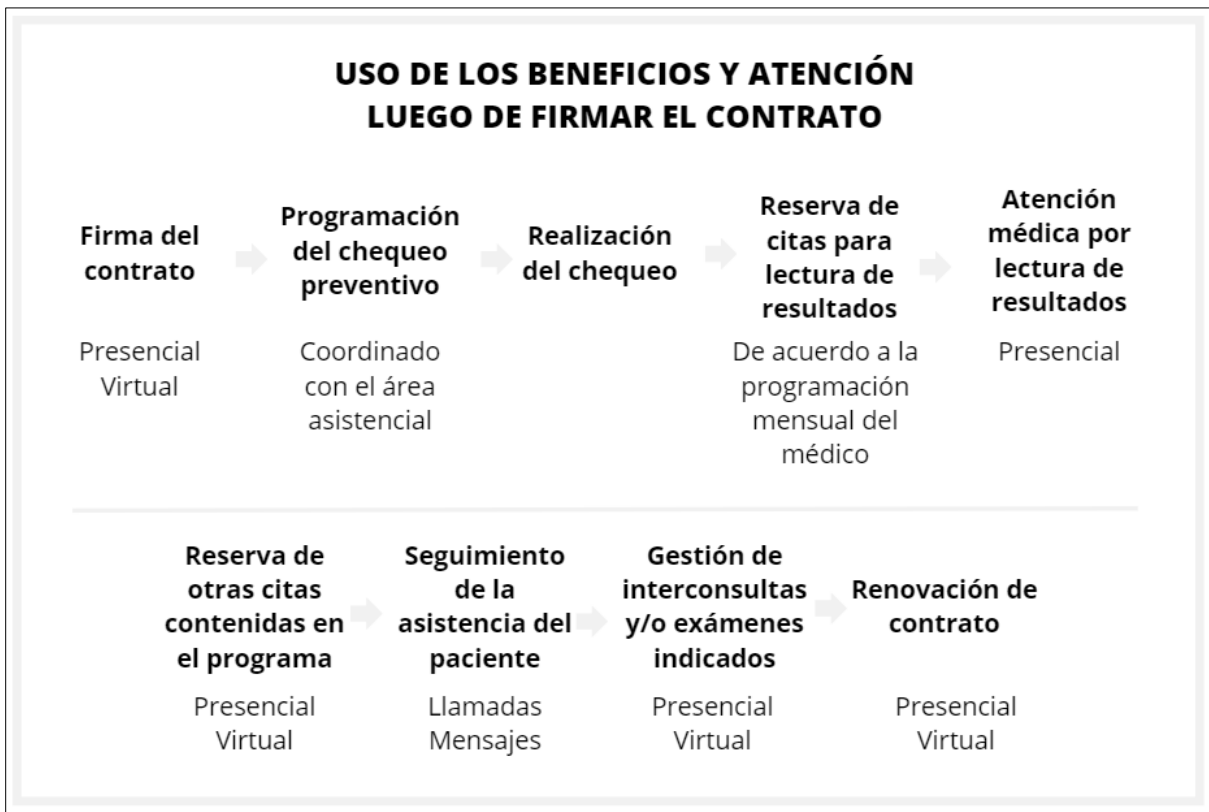 USO DE LOS BENEFICIOS Y ATENCIÓN
LUEGO DE FIRMAR EL CONTRATO
Firma del
contrato
Presencial
Virtual
Programación
del chequeo
preventivo
Coordinado
con el área
asistencial
Realización
del chequeo
Reserva de
citas para
lectura de
resultados
De acuerdo a la
programación
mensual del
médico
Atención
médica por
lectura de
resultados
Presencial
Reserva de
otras citas
contenidas en
el programa
Presencial
Virtual
Seguimiento
de la
asistencia del
paciente
Llamadas
Mensajes
Gestión de
interconsultas
y/o exámenes
indicados
Presencial
Virtual
Renovación de
contrato
Presencial
Virtual